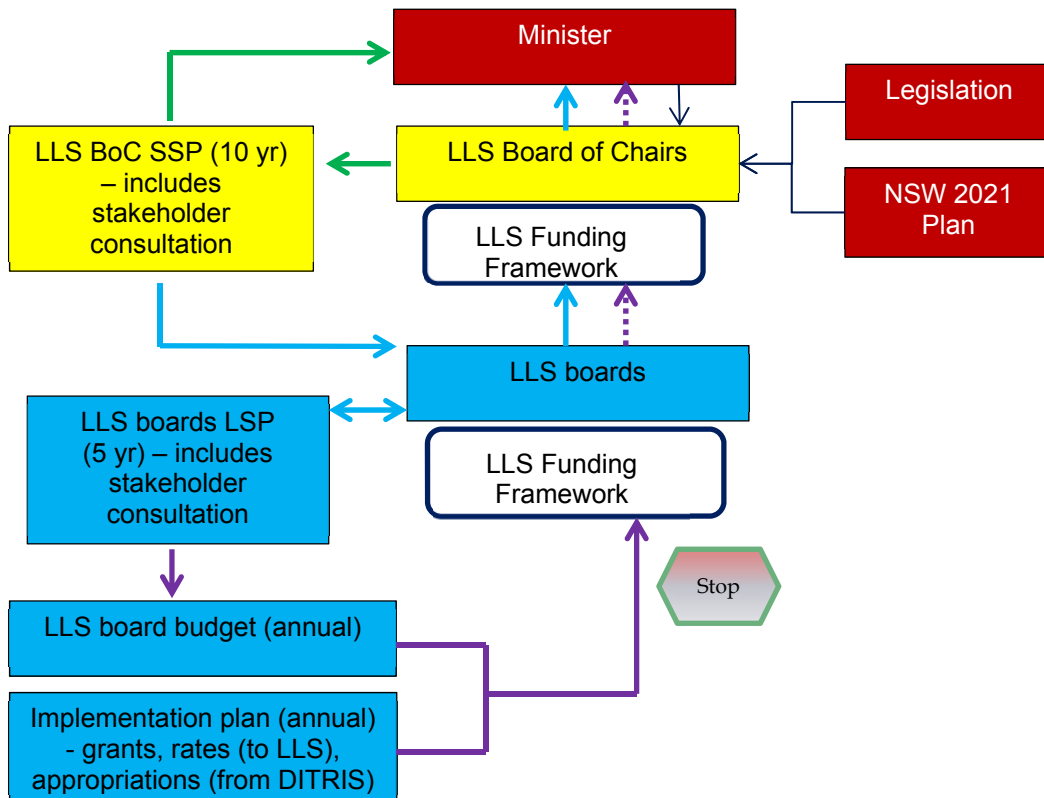 Minister
Legislation
LLS BoC SSP (10 yr)
– includes
stakeholder
consultation
LLS Board of Chairs
NSW 2021
Plan
LLS Funding
Framework
LLS boards
LLS boards LSP
(5 yr) – includes
stakeholder
consultation
LLS Funding
Framework
Stop
LLS board budget (annual)
Implementation plan (annual)
- grants, rates (to LLS),
appropriations (from DITRIS)